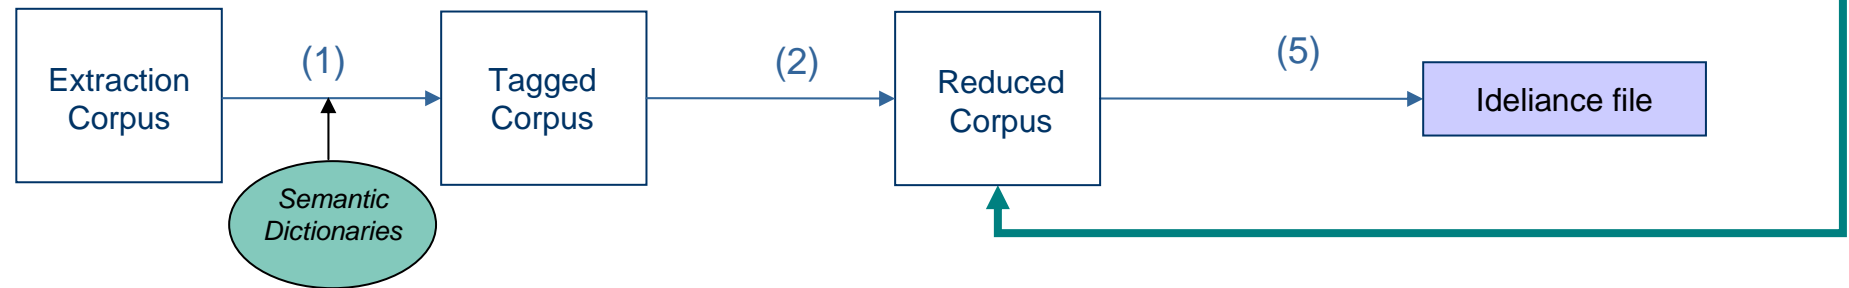 (1)
(2)
(5)
Extraction
Corpus
Tagged
Corpus
Reduced
Corpus
Ideliance file
Semantic
Dictionaries